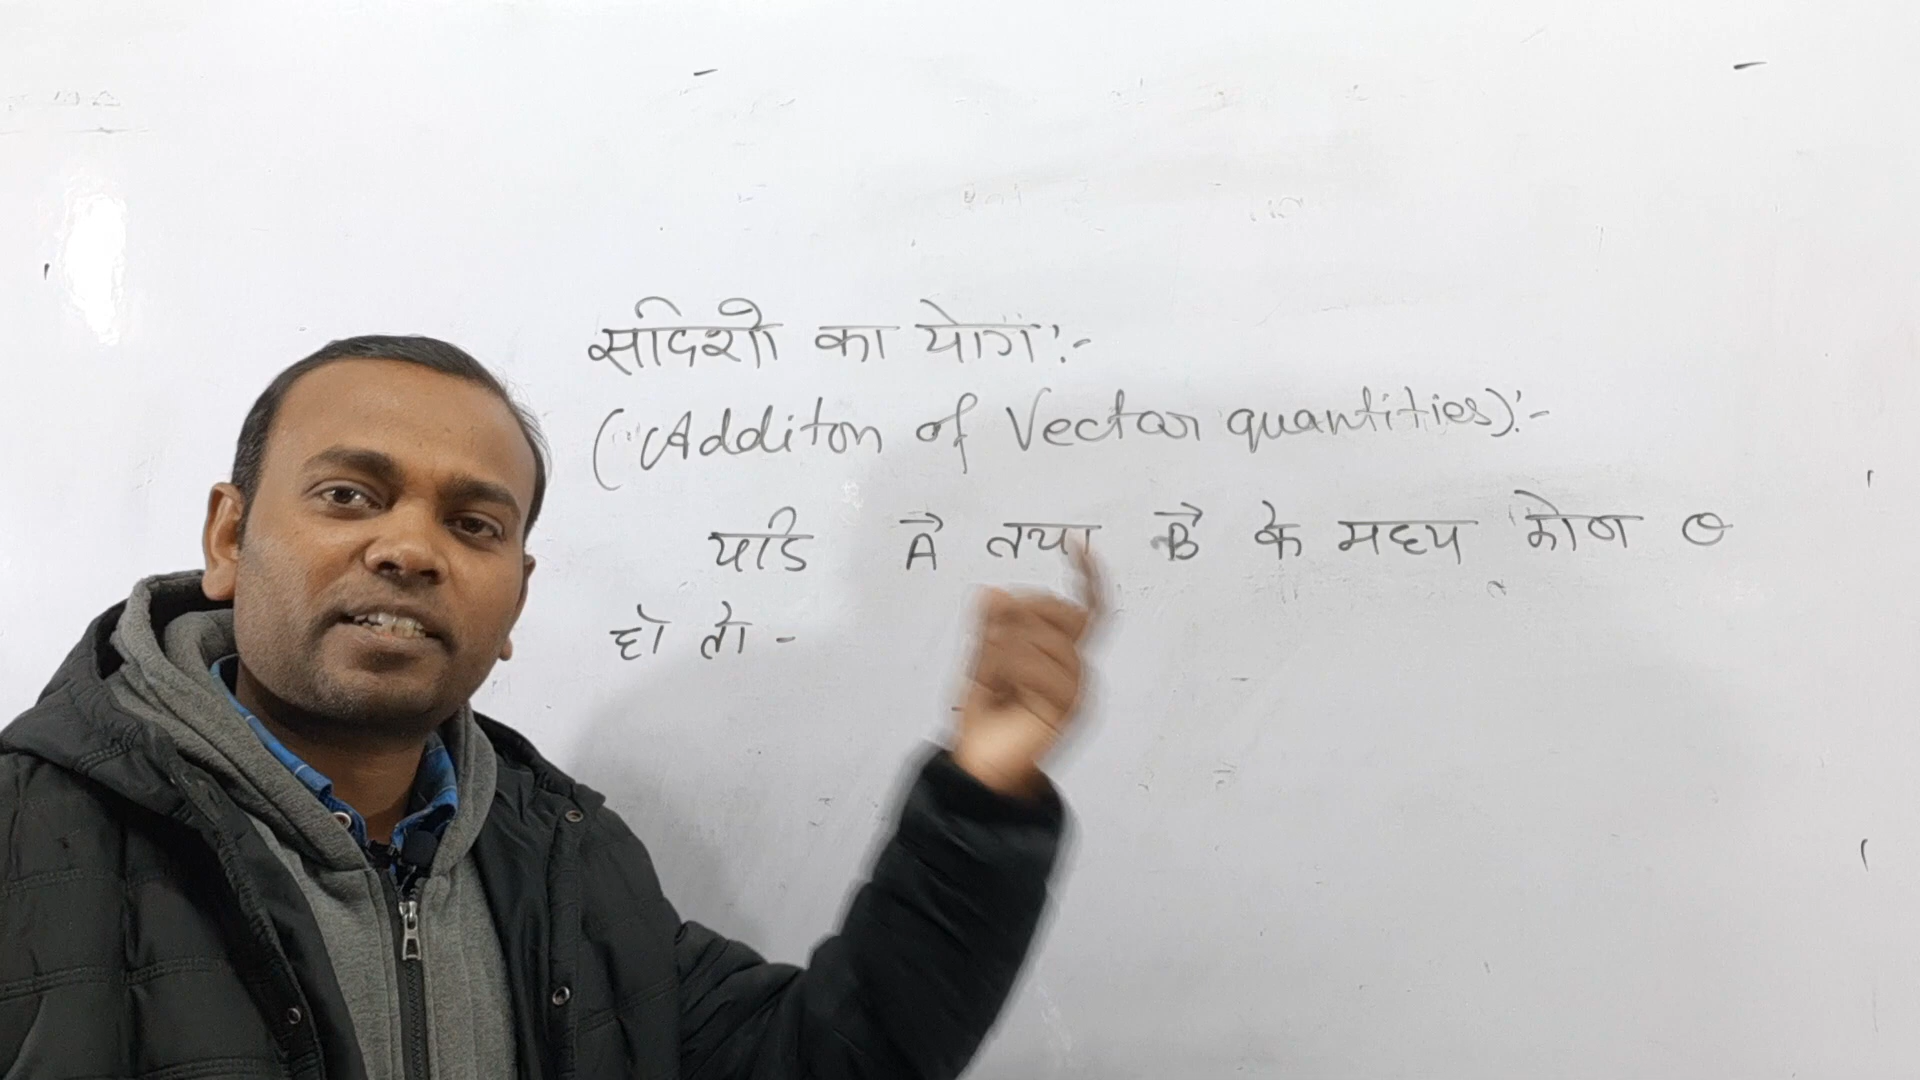 सदिशो का योग :-
(Additon of Vector quantities) :-
यदि A⃗ तथा B⃗ के मध्य कोण θ
हो तो -